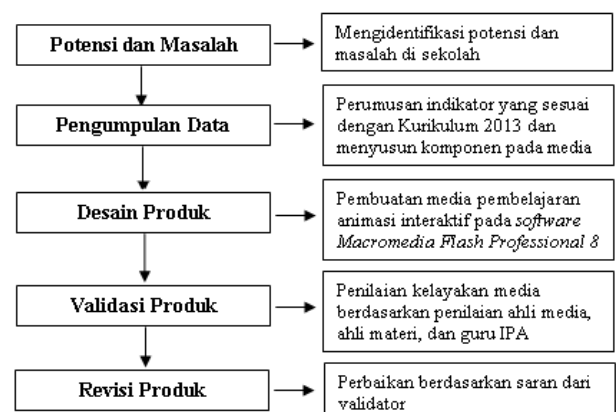 Potensi dan Masalah
Mengidentifikasi potensi dan
masalah di sekolah
Pengumpulan Data
Perumusan indikator yang sesuai
dengan Kurikulum 2013 dan
menyusun komponen pada media
Desain Produk
Pembuatan media pembelajaran
animasi interaktif pada software
Macromedia Flash Professional 8
Validasi Produk
Penilaian kelayakan media
berdasarkan penilaian ahli media,
ahli materi, dan guru IPA
Revisi Produk
Perbaikan berdasarkan saran dari
validator